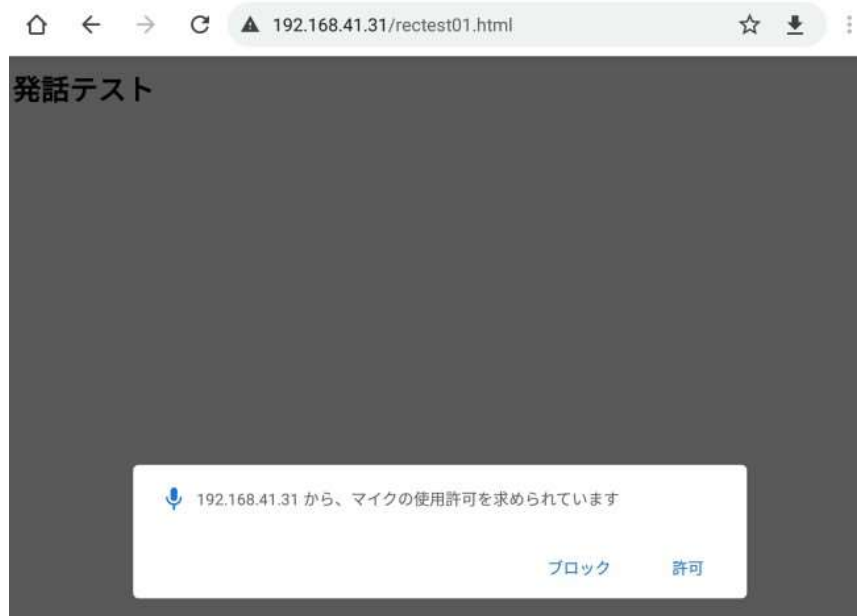 192.168.41.31/rectest01.html
発話テスト
192.168.41.31 から、マイクの使用許可を求められています
ブロック 許可